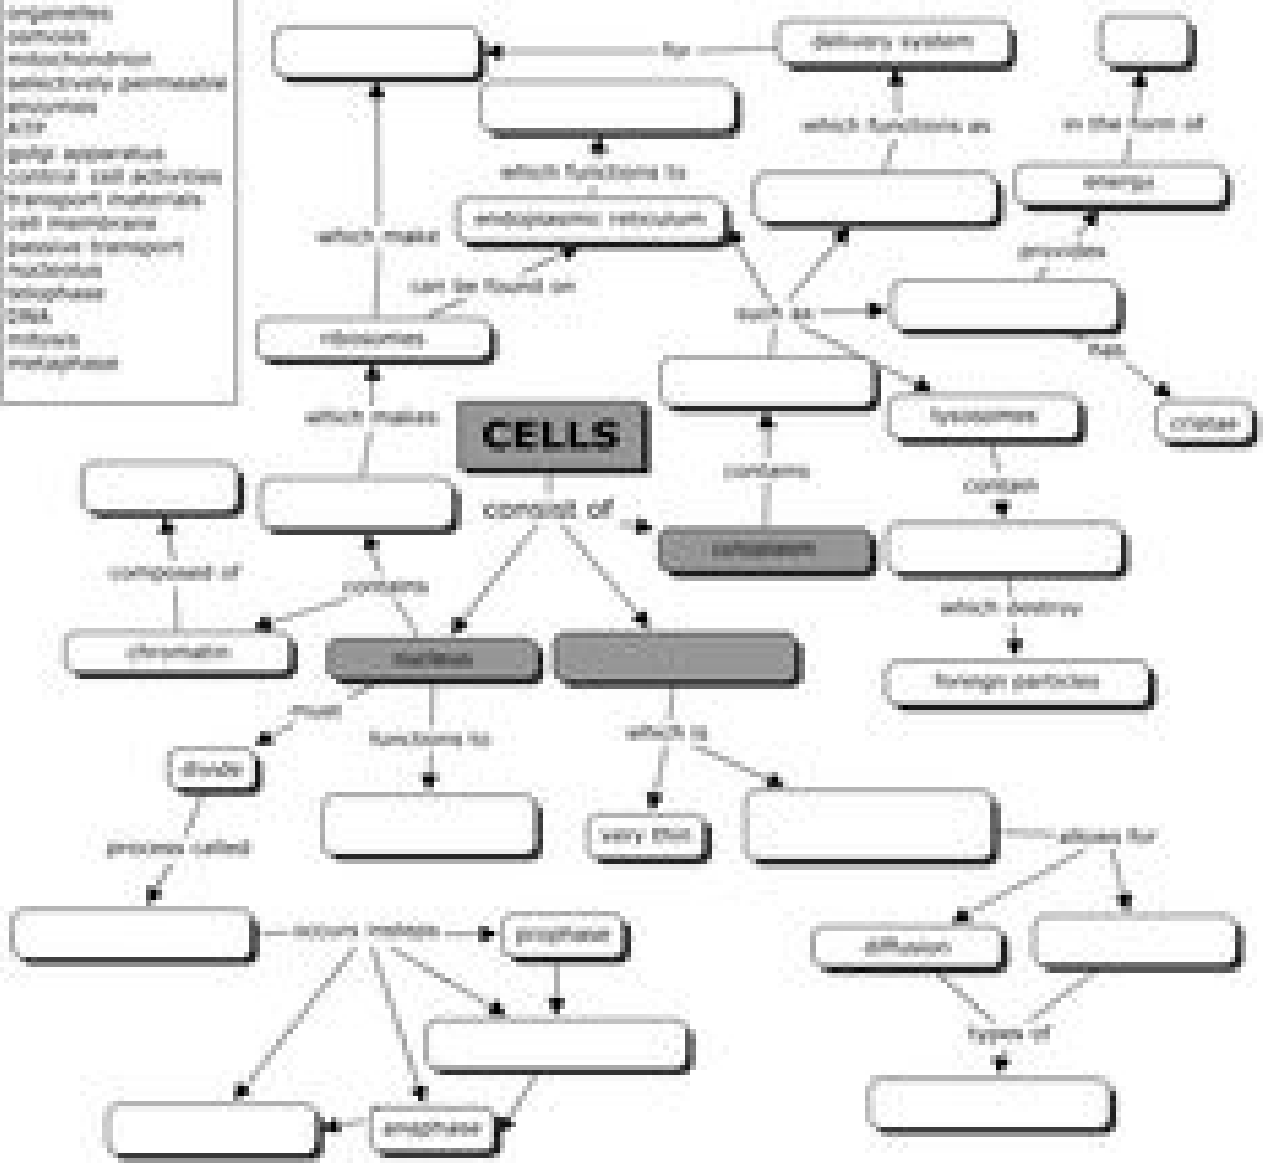 organelles
osmosis
mitochondrion
selectively permeable
enzymes
ATP
golgi apparatus
control cell activities
transport materials
cell membrane
passive transport
nucleolus
telophase
DNA
mitosis
metaphase
for
delivery system
which functions as
in the form of
which functions to
energy
endoplasmic reticulum
which make
provides
can be found on
such as
ribosomes
has
which makes
CELLS
lysosomes
cristae
contains
contain
consist of
cytoplasm
composed of
contains
which destroy
chromatin
nucleus
foreign particles
must
functions to
which is
divide
very thin
process called
allows for
occurs in steps
prophase
diffusion
types of
anaphase